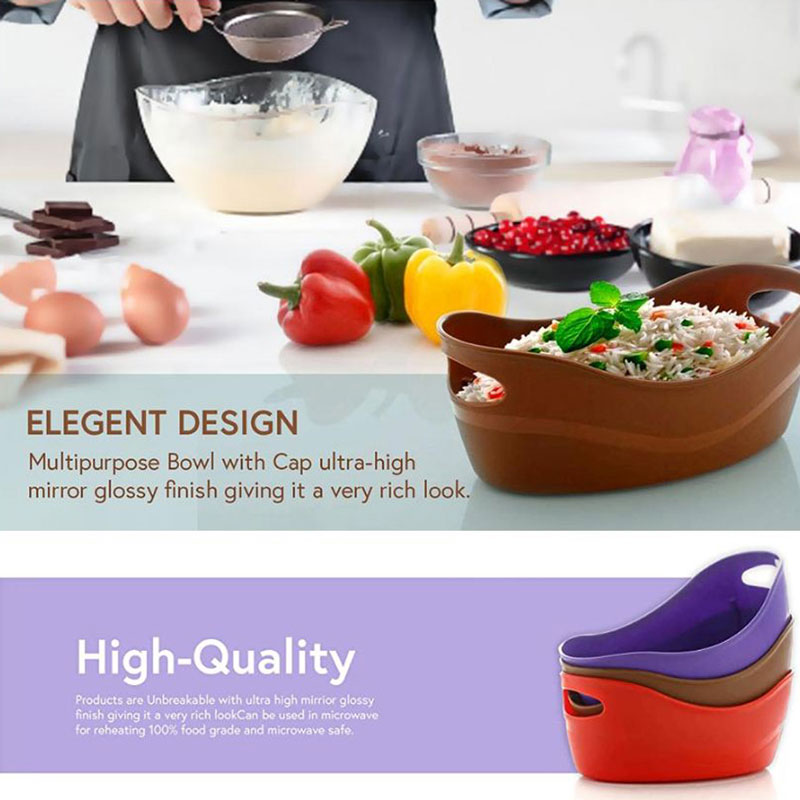 ELEGENT DESIGN
Multipurpose Bowl with Cap ultra-high
mirror glossy finish giving it a very rich look.
High-Quality
Products are Unbreakable with ultra high mirrior glossy
finish giving it a very rich lookCan be used in microwave
for reheating 100% food grade and microwave safe.